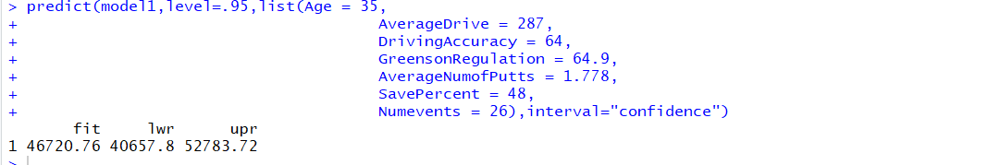 > predict(model1,level=.95,list(Age = 35,
+ AverageDrive = 287,
+ DrivingAccuracy = 64,
+ GreensonRegulation = 64.9,
+ AverageNumofPutts = 1.778,
+ SavePercent = 48,
+ Numevents = 26),interval="confidence")
fit lwr upr
1 46720.76 40657.8 52783.72
>